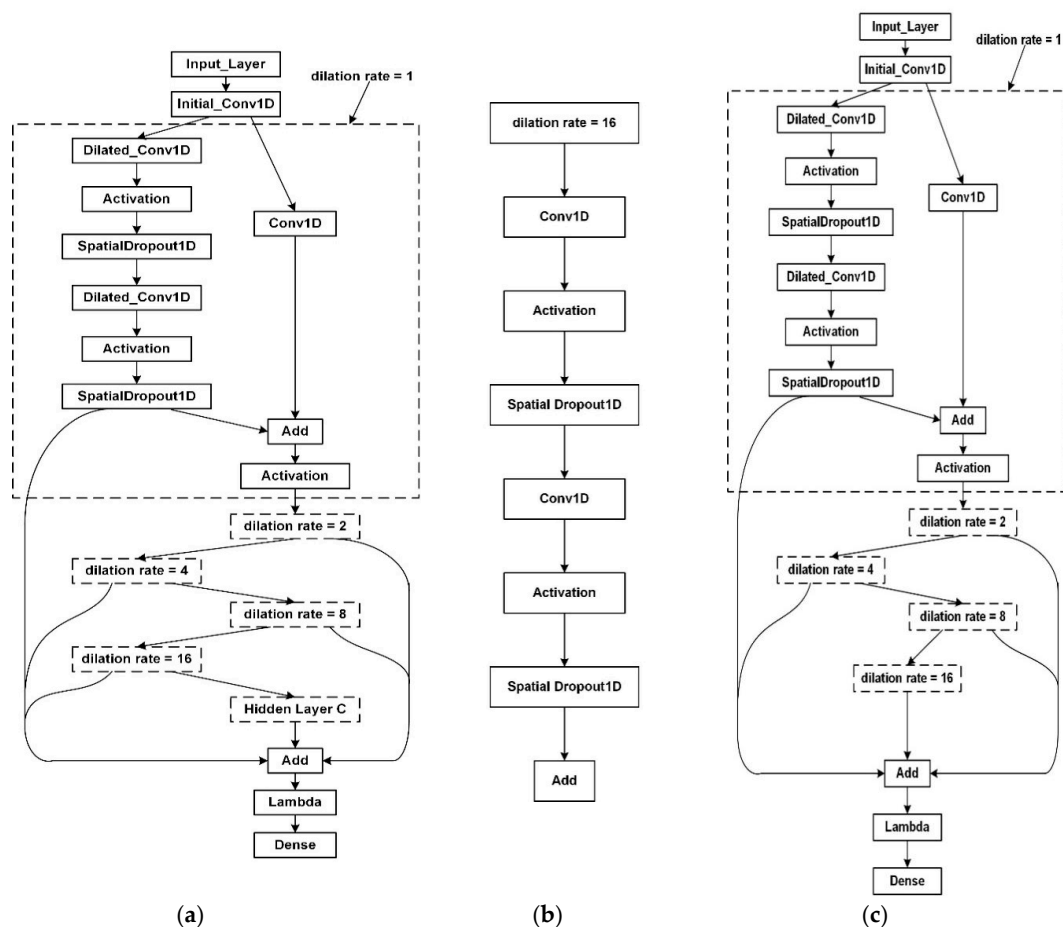 Input_Layer
dilation rate = 1
Initial_Conv1D
Dilated_Conv1D
Activation
Conv1D
SpatialDropout1D
Dilated_Conv1D
Activation
SpatialDropout1D
Add
Activation
dilation rate = 2
dilation rate = 4
dilation rate = 8
dilation rate = 16
Hidden Layer C
Add
Lambda
Dense
(a)
dilation rate = 16
Conv1D
Activation
Spatial Dropout1D
Conv1D
Activation
Spatial Dropout1D
Add
(b)
Input_Layer
dilation rate = 1
Initial_Conv1D
Dilated_Conv1D
Activation
Conv1D
SpatialDropout1D
Dilated_Conv1D
Activation
SpatialDropout1D
Add
Activation
dilation rate = 2
dilation rate = 4
dilation rate = 8
dilation rate = 16
Add
Lambda
Dense
(c)